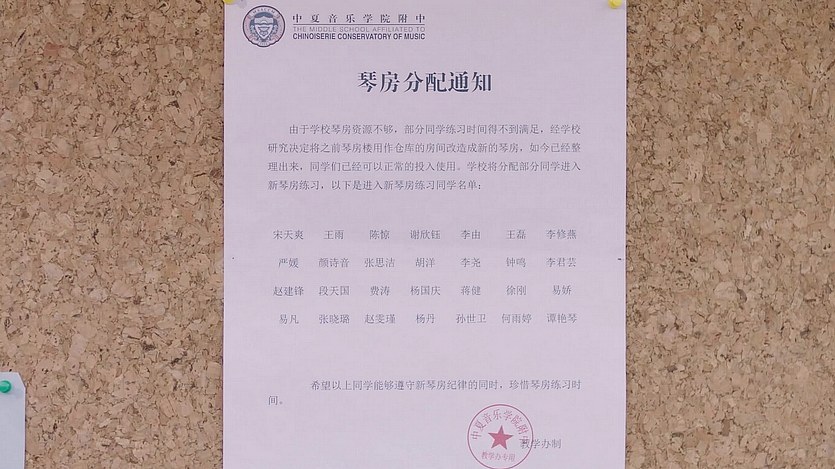 中夏音乐学院附中
THE MIDDLE SCHOOL AFFILIATED TO
CHINOISERIE CONSERVATORY OF MUSIC
琴房分配通知
由于学校琴房资源不够，部分同学练习时间得不到满足，经学校
研究决定将之前琴房楼用作仓库的房间改造成新的琴房，如今已经整
理出来，同学们已经可以正常的投入使用。学校将分配部分同学进入
新琴房练习，以下是进入新琴房练习同学名单：
宋天爽 王雨 陈惊 谢欣钰 李由 王磊 李修燕
严媛 颜诗音 张思洁 胡洋 李尧 钟鸣 李君芸
赵建锋 段天国 费涛 杨国庆 蒋健 徐刚 易娇
易凡 张晓璐 赵雯瑾 杨丹 孙世卫 何雨婷 谭艳琴
希望以上同学能够遵守新琴房纪律的同时，珍惜琴房练习时
间。
中夏音乐学院附中
教学办制
教学办专用